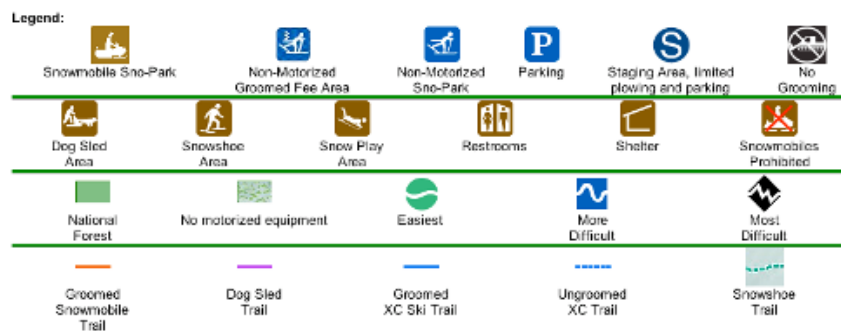 Legend:
P S
Snowmobile Sno-Park Non-Motorized Non-Motorized Parking Staging Area, limited No
Groomed Fee Area Sno-Park plowing and parking Grooming
Dog Sled Snowshoe Snow Play Restrooms Shelter Snowmobiles
Area Area Area Prohibited
National No motorized equipment Easiest More Most
Forest Difficult Difficult
Groomed Dog Sled Groomed Ungroomed Snowshoe
Snowmobile Trail XC Ski Trail XC Trail Trail
Trail